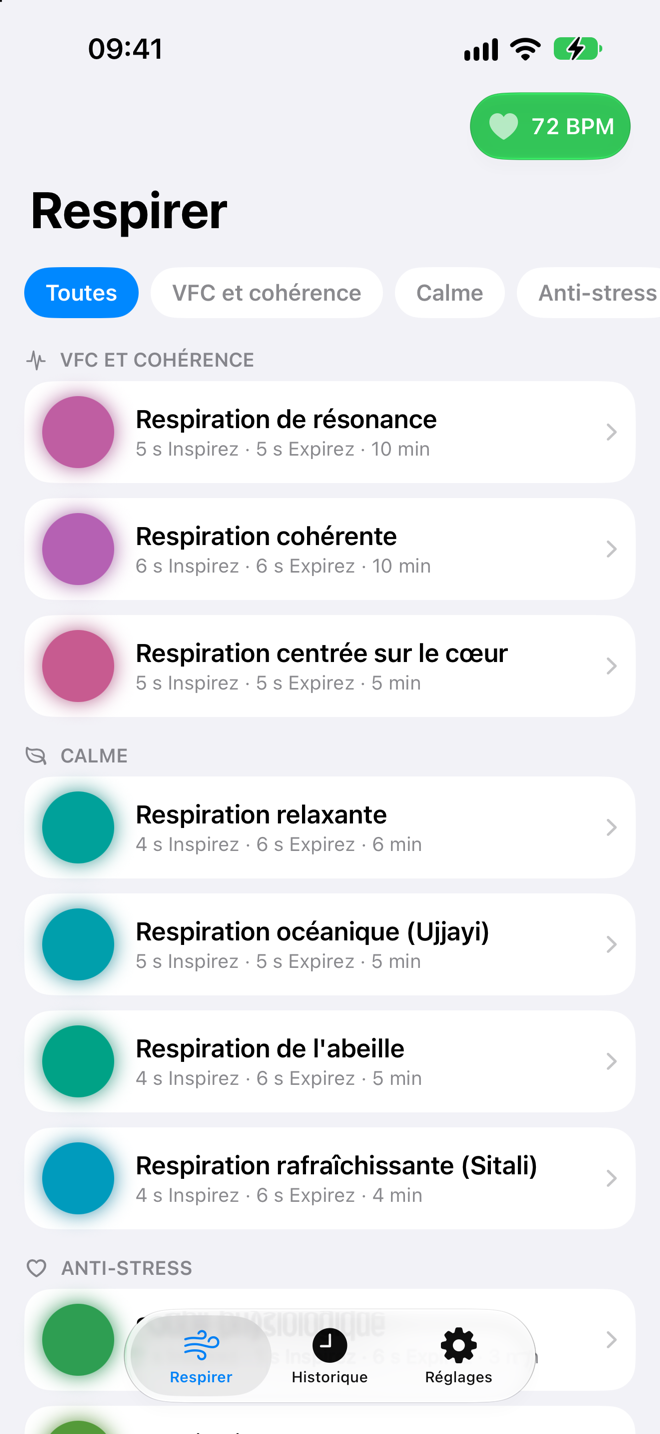 09:41
72 BPM
Respirer
Toutes
VFC et cohérence
Calme
Anti-stress
VFC ET COHÉRENCE
Respiration de résonance
5 s Inspirez · 5 s Expirez · 10 min
Respiration cohérente
6 s Inspirez · 6 s Expirez · 10 min
Respiration centrée sur le cœur
5 s Inspirez · 5 s Expirez · 5 min
CALME
Respiration relaxante
4 s Inspirez · 6 s Expirez · 6 min
Respiration océanique (Ujjayi)
5 s Inspirez · 5 s Expirez · 5 min
Respiration de l'abeille
4 s Inspirez · 6 s Expirez · 5 min
Respiration rafraîchissante (Sitali)
4 s Inspirez · 6 s Expirez · 4 min
ANTI-STRESS
Respirer
Historique
Réglages